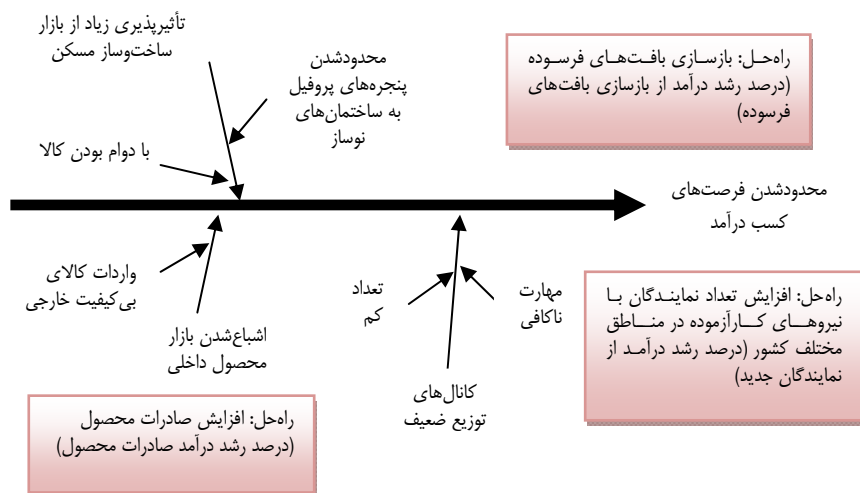 تأثیرپذیری زیاد از بازار
ساخت‌وساز مسکن
محدودشدن
پنجره‌های پروفیل
به ساختمان‌های
نوساز
با دوام بودن کالا
راه‌حل: بازسازی بافت‌های فرسوده
(درصد رشد درآمد از بازسازی بافت‌های
فرسوده)
محدودشدن فرصت‌های
کسب درآمد
واردات کالای
بی‌کیفیت خارجی
اشباع‌شدن بازار
محصول داخلی
تعداد
کم
مهارت
ناکافی
کانال‌های
توزیع ضعیف
راه‌حل: افزایش تعداد نمایندگان با
نیروهای کارآزموده در مناطق
مختلف کشور (درصد رشد درآمد از
نمایندگان جدید)
راه‌حل: افزایش صادرات محصول
(درصد رشد درآمد صادرات محصول)